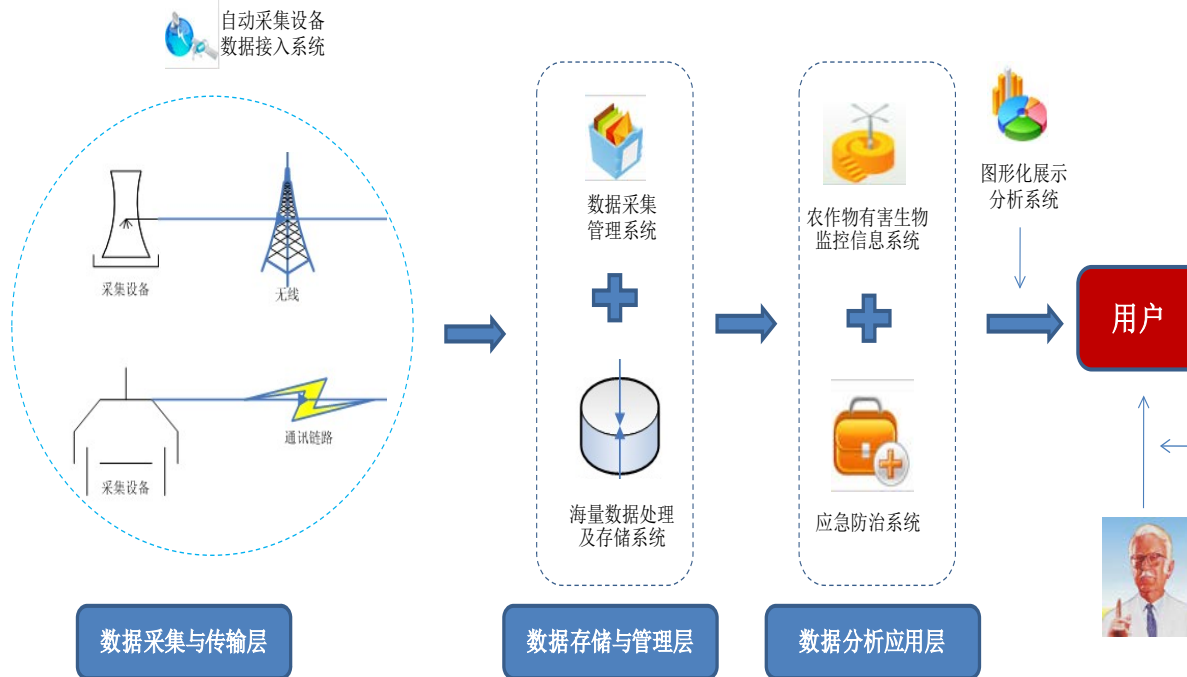 自动采集设备
数据接入系统
采集设备
无线
通讯链路
采集设备
数据采集与传输层
数据采集
管理系统
海量数据处理
及存储系统
数据存储与管理层
农作物有害生物
监控信息系统
应急防治系统
数据分析应用层
图形化展示
分析系统
用户